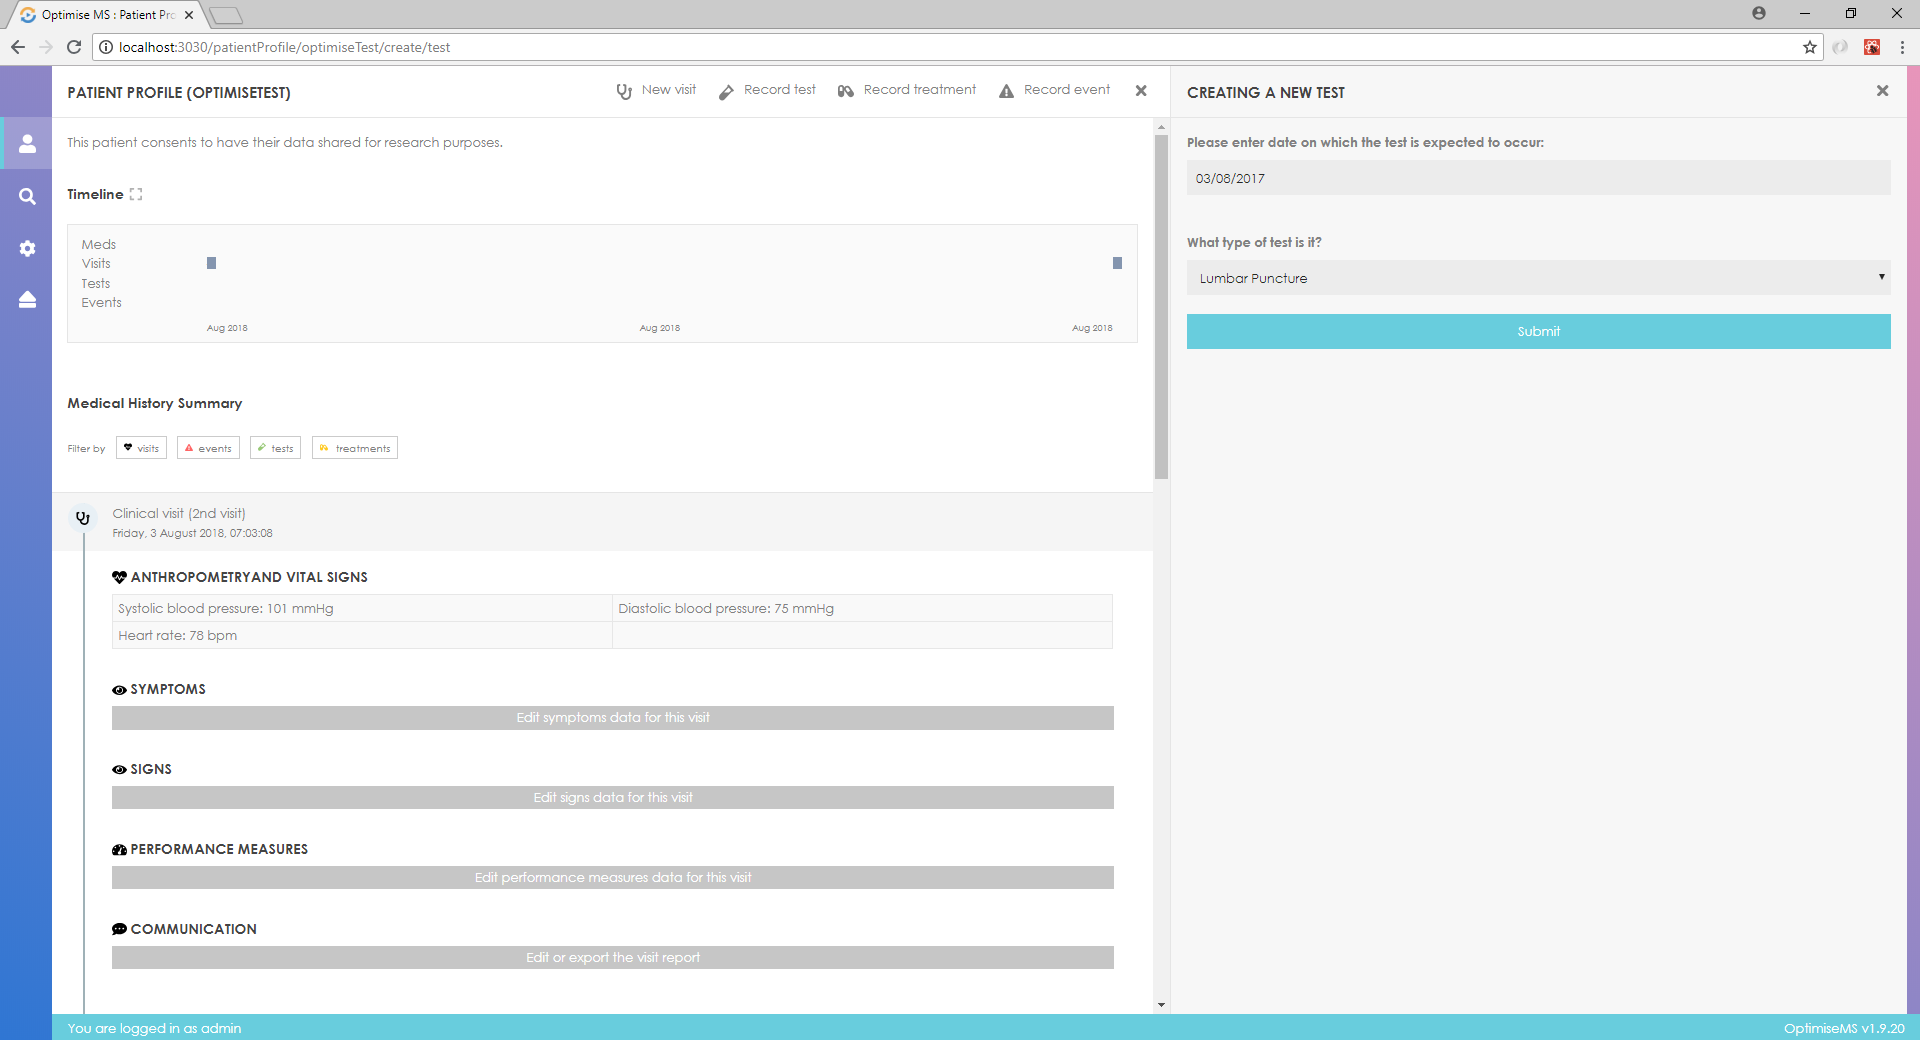 Optimise MS : Patient Pro
localhost:3030/patientProfile/optimiseTest/create/test
PATIENT PROFILE (OPTIMISETEST)
New visit
Record test
Record treatment
Record event
This patient consents to have their data shared for research purposes.
Timeline
Meds
Visits
Tests
Events
Aug 2018
Aug 2018
Aug 2018
Medical History Summary
Filter by
visits
events
tests
treatments
Clinical visit (2nd visit)
Friday, 3 August 2018, 07:03:08
ANTHROPOMETRYAND VITAL SIGNS
Systolic blood pressure: 101 mmHg
Diastolic blood pressure: 75 mmHg
Heart rate: 78 bpm
SYMPTOMS
Edit symptoms data for this visit
SIGNS
Edit signs data for this visit
PERFORMANCE MEASURES
Edit performance measures data for this visit
COMMUNICATION
Edit or export the visit report
CREATING A NEW TEST
Please enter date on which the test is expected to occur:
03/08/2017
What type of test is it?
Lumbar Puncture
Submit
You are logged in as admin
OptimiseMS v1.9.20